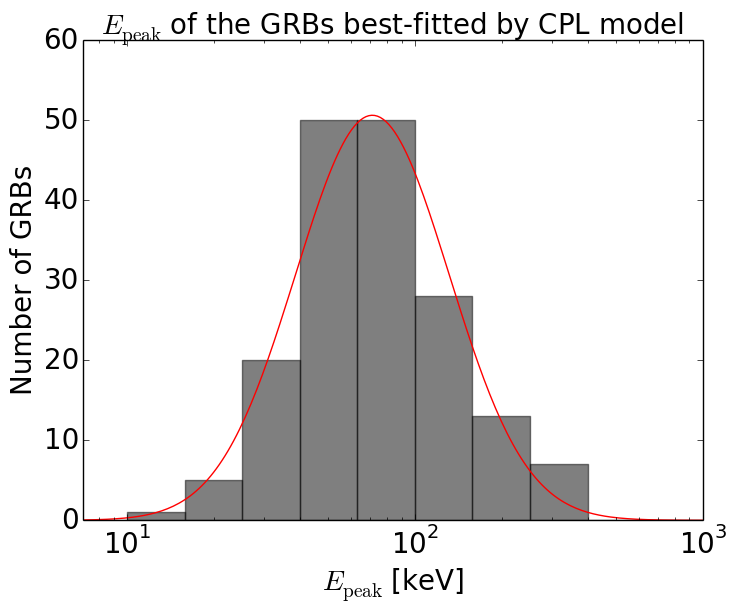 E_peak of the GRBs best-fitted by CPL model
60
50
40
30
20
10
0
Number of GRBs
10^1 10^2 10^3
E_peak [keV]